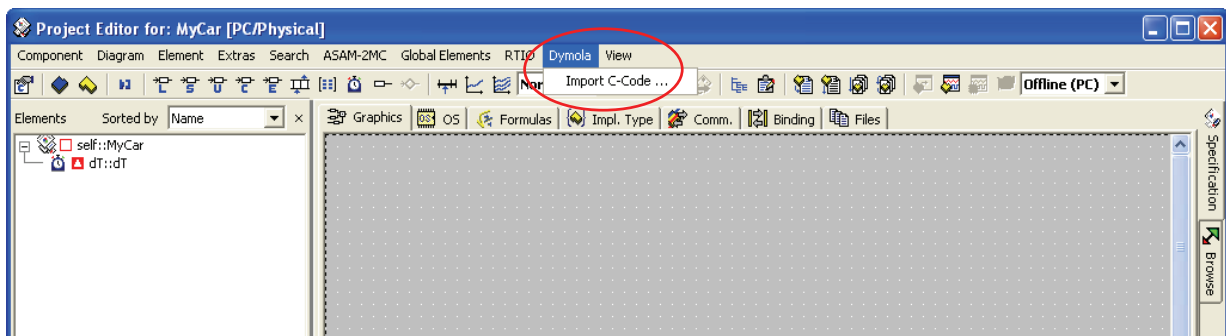 Project Editor for: MyCar [PC/Physical]
Component Diagram Element Extras Search ASAM-2MC Global Elements RTIO Dymola View
Import C-Code ...
Offline (PC)
Elements Sorted by Name
Graphics OS Formulas Impl. Type Comm. Binding Files
self::MyCar
dT::dT
Specification
Browse